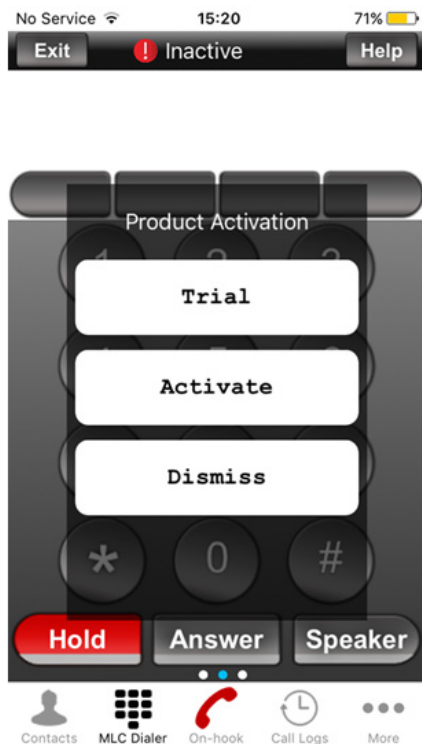 No Service 15:20 71%
Exit Inactive Help
Product Activation
Trial
Activate
Dismiss
* 0 #
Hold Answer Speaker
Contacts MLC Dialer On-hook Call Logs More